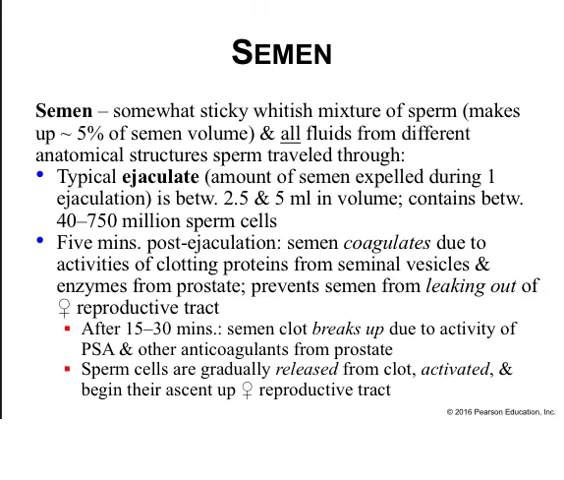 SEMEN
Semen – somewhat sticky whitish mixture of sperm (makes
up ~ 5% of semen volume) & all fluids from different
anatomical structures sperm traveled through:
• Typical ejaculate (amount of semen expelled during 1
ejaculation) is betw. 2.5 & 5 ml in volume; contains betw.
40–750 million sperm cells
• Five mins. post-ejaculation: semen coagulates due to
activities of clotting proteins from seminal vesicles &
enzymes from prostate; prevents semen from leaking out of
♀ reproductive tract
▪ After 15–30 mins.: semen clot breaks up due to activity of
PSA & other anticoagulants from prostate
▪ Sperm cells are gradually released from clot, activated, &
begin their ascent up ♀ reproductive tract
© 2016 Pearson Education, Inc.